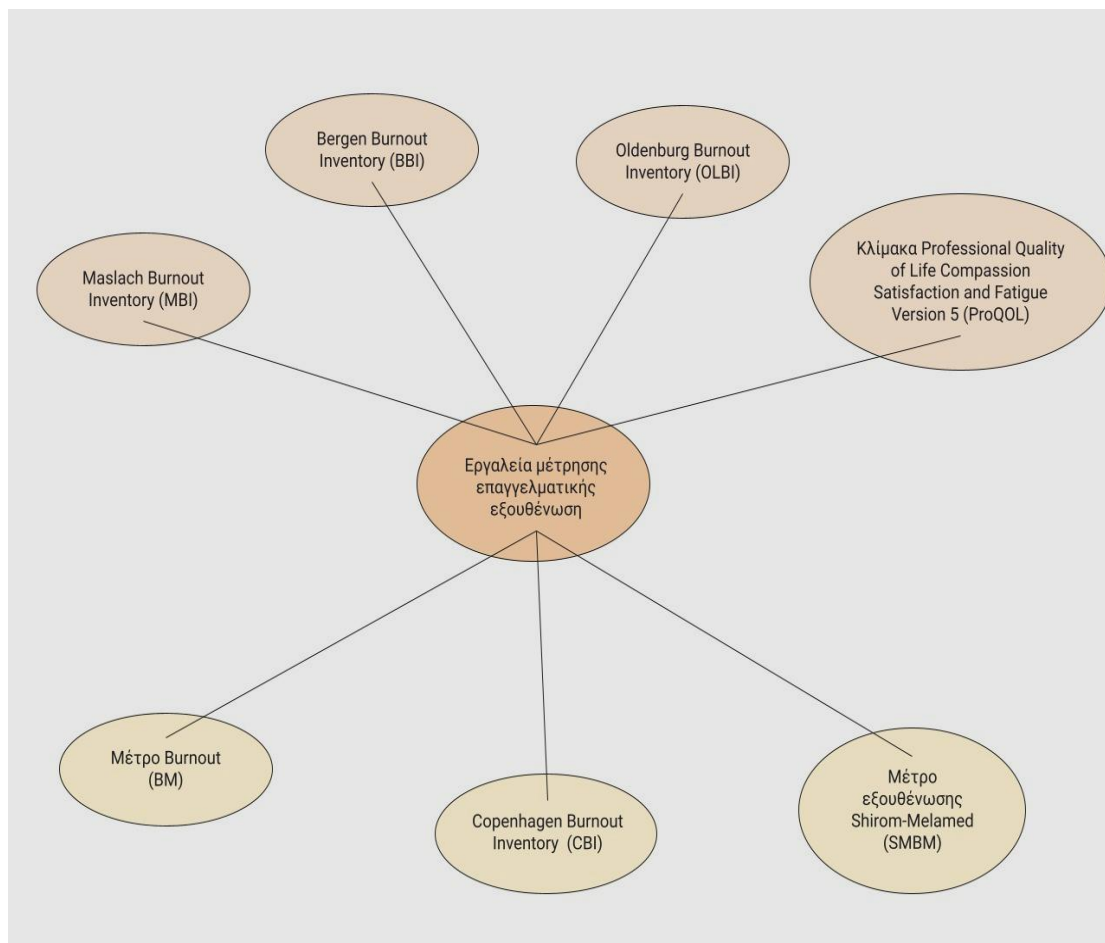 Bergen Burnout
Inventory (BBI)
Oldenburg Burnout
Inventory (OLBI)
Maslach Burnout
Inventory (MBI)
Κλίμακα Professional Quality
of Life Compassion
Satisfaction and Fatigue
Version 5 (ProQOL)
Εργαλεία μέτρησης
επαγγελματικής
εξουθένωση
Μέτρο Burnout
(BM)
Copenhagen Burnout
Inventory (CBI)
Μέτρο
εξουθένωσης
Shirom-Melamed
(SMBM)